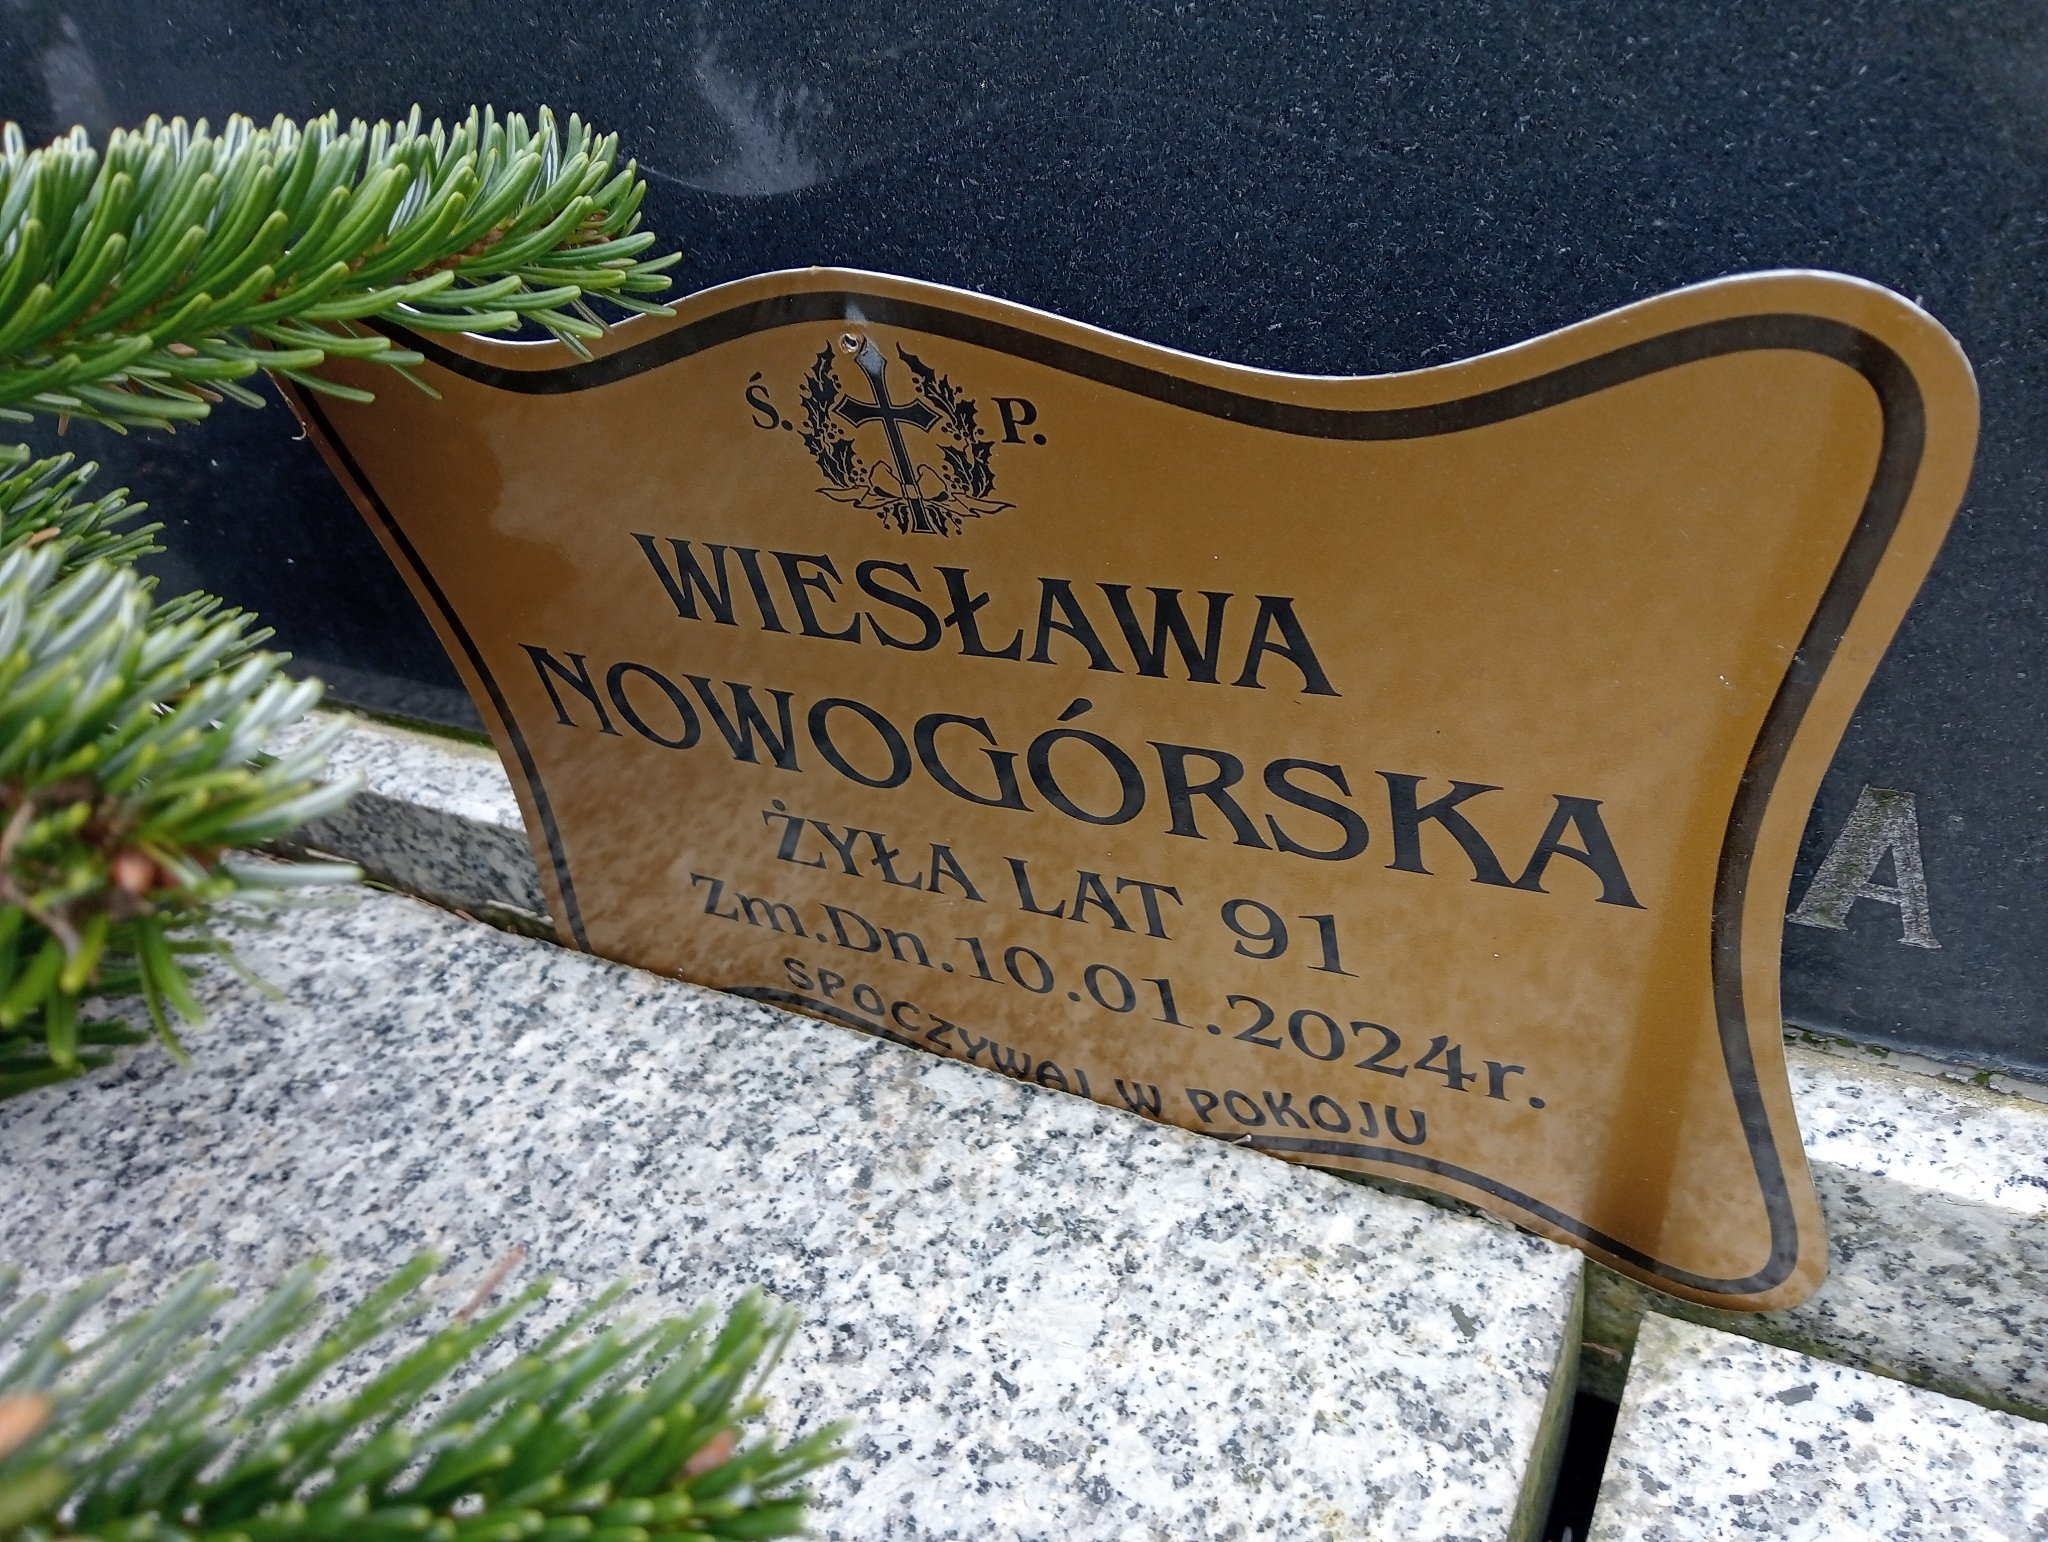 Ś. P.
WIESŁAWA
NOWOGÓRSKA
ŻYŁA LAT 91
Zm.Dn.10.01.2024r.
SPOCZYWAJ W POKOJU
A